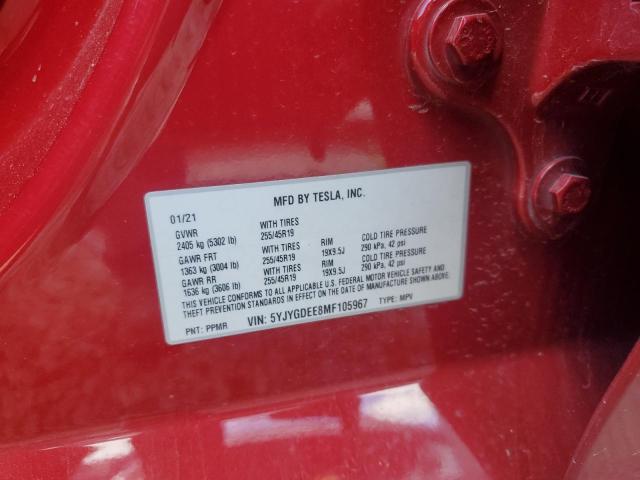 MFD BY TESLA, INC.
01/21
GVWR WITH TIRES
2405 kg (5302 lb) 255/45R19 RIM COLD TIRE PRESSURE
GAWR FRT WITH TIRES 19X9.5J 290 kPa, 42 psi
1363 kg (3004 lb) 255/45R19 RIM COLD TIRE PRESSURE
GAWR RR WITH TIRES 19X9.5J 290 kPa, 42 psi
1636 kg (3606 lb) 255/45R19
THIS VEHICLE CONFORMS TO ALL APPLICABLE U.S. FEDERAL MOTOR VEHICLE SAFETY AND
THEFT PREVENTION STANDARDS IN EFFECT ON THE DATE OF MANUFACTURE SHOWN ABOVE.
PNT: PPMR VIN: 5YJYGDEE8MF105967 TYPE: MPV